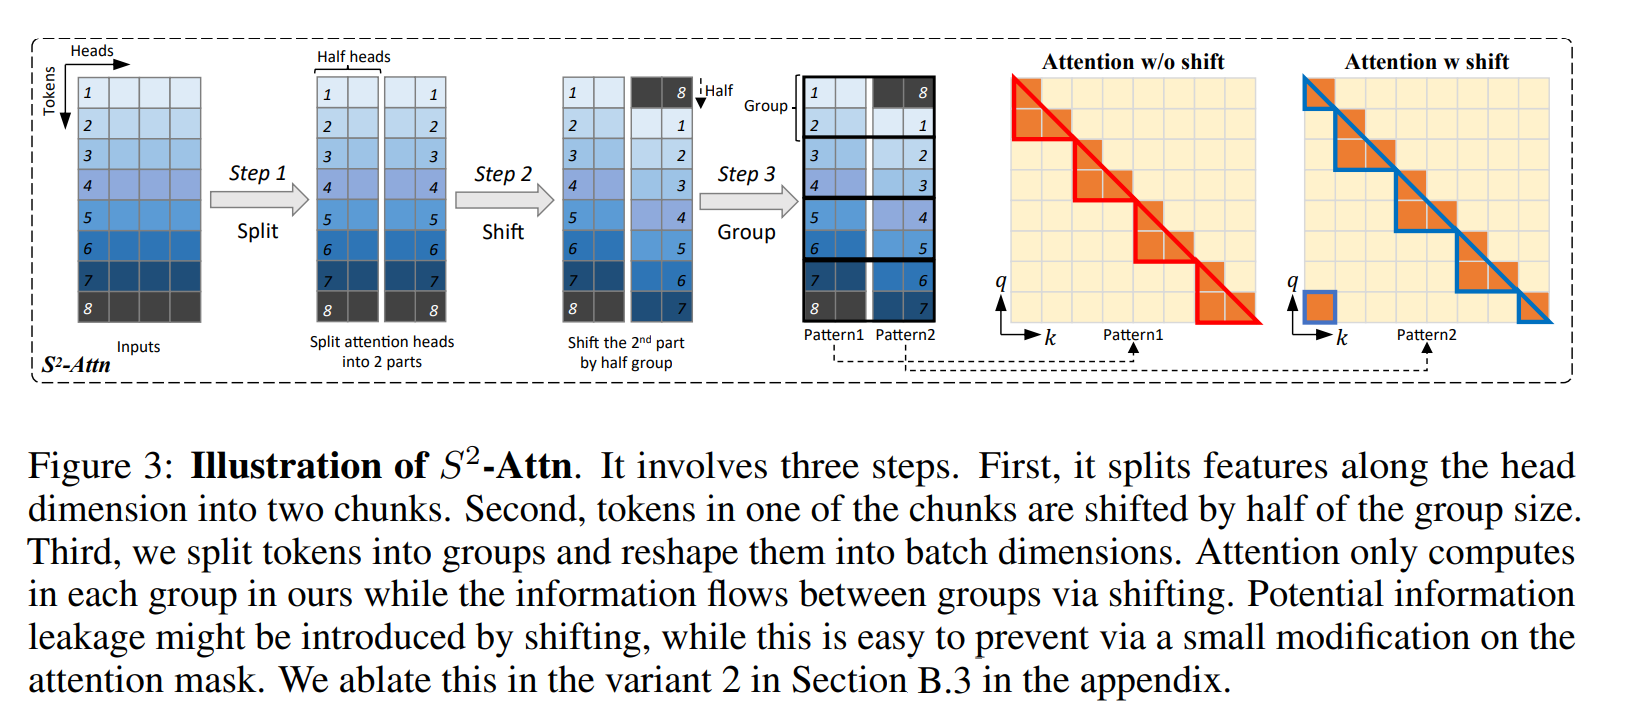 Heads
Tokens
1
2
3
4
5
6
7
8
Inputs
S²-Attn
Step 1
Split
Half heads
1 1
2 2
3 3
4 4
5 5
6 6
7 7
8 8
Split attention heads
into 2 parts
Step 2
Shift
1 8
2 1
3 2
4 3
5 4
6 5
7 6
8 7
Half
Shift the 2nd part
by half group
Step 3
Group
Group
1 8
2 1
3 2
4 3
5 4
6 5
7 6
8 7
Pattern1 Pattern2
Attention w/o shift
q
k
Pattern1
Attention w shift
q
k
Pattern2
Figure 3: Illustration of S²-Attn. It involves three steps. First, it splits features along the head
dimension into two chunks. Second, tokens in one of the chunks are shifted by half of the group size.
Third, we split tokens into groups and reshape them into batch dimensions. Attention only computes
in each group in ours while the information flows between groups via shifting. Potential information
leakage might be introduced by shifting, while this is easy to prevent via a small modification on the
attention mask. We ablate this in the variant 2 in Section B.3 in the appendix.